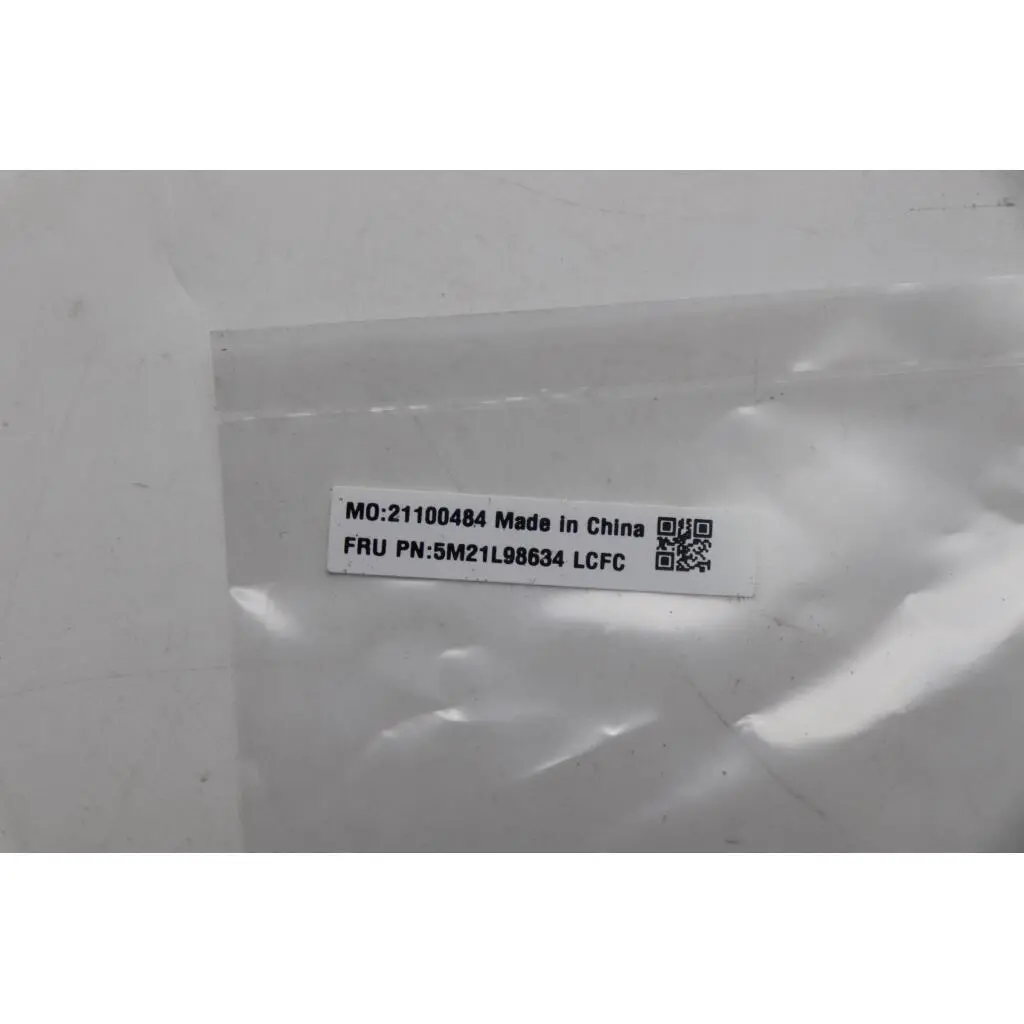 MO:21100484 Made in China
FRU PN:5M21L98634 LCFC